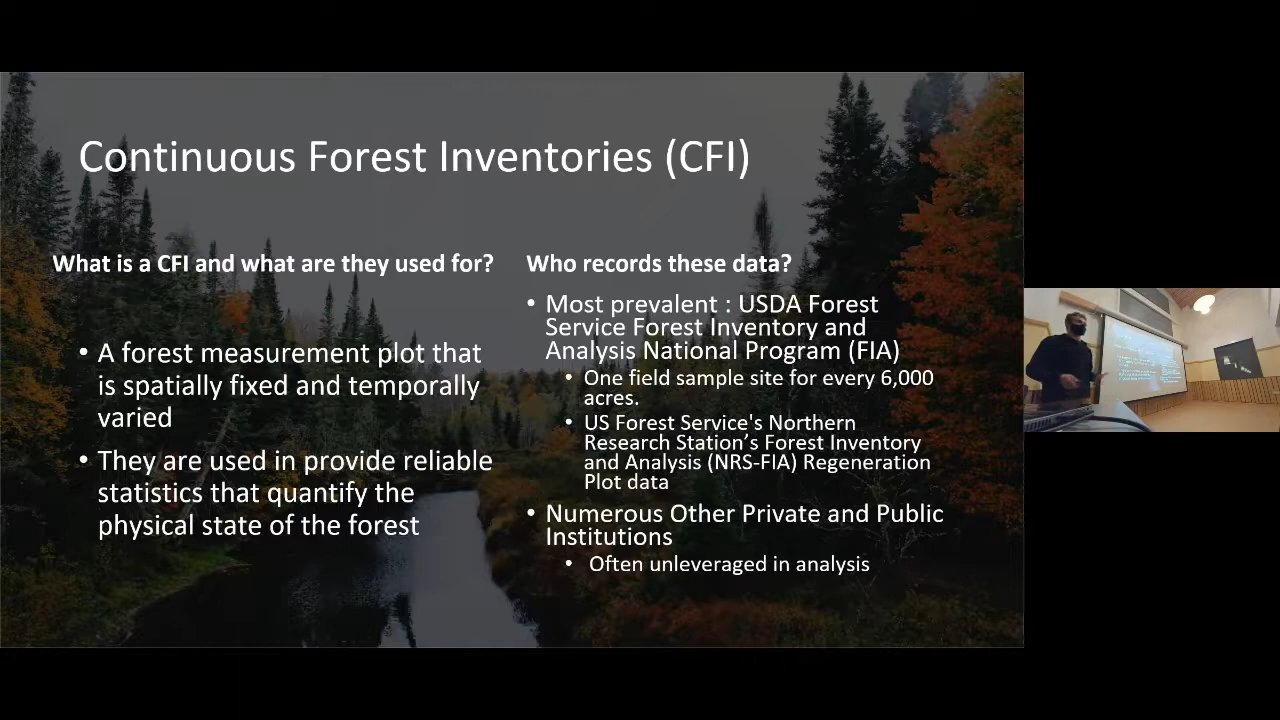 Continuous Forest Inventories (CFI)
What is a CFI and what are they used for?
• A forest measurement plot that
is spatially fixed and temporally
varied
• They are used in provide reliable
statistics that quantify the
physical state of the forest
Who records these data?
• Most prevalent : USDA Forest
Service Forest Inventory and
Analysis National Program (FIA)
• One field sample site for every 6,000
acres.
• US Forest Service's Northern
Research Station’s Forest Inventory
and Analysis (NRS-FIA) Regeneration
Plot data
• Numerous Other Private and Public
Institutions
• Often unleveraged in analysis